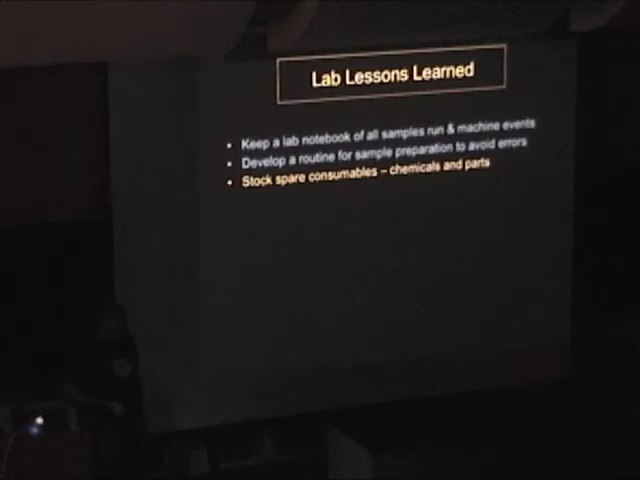 Lab Lessons Learned
• Keep a lab notebook of all samples run & machine events
• Develop a routine for sample preparation to avoid errors
• Stock spare consumables – chemicals and parts